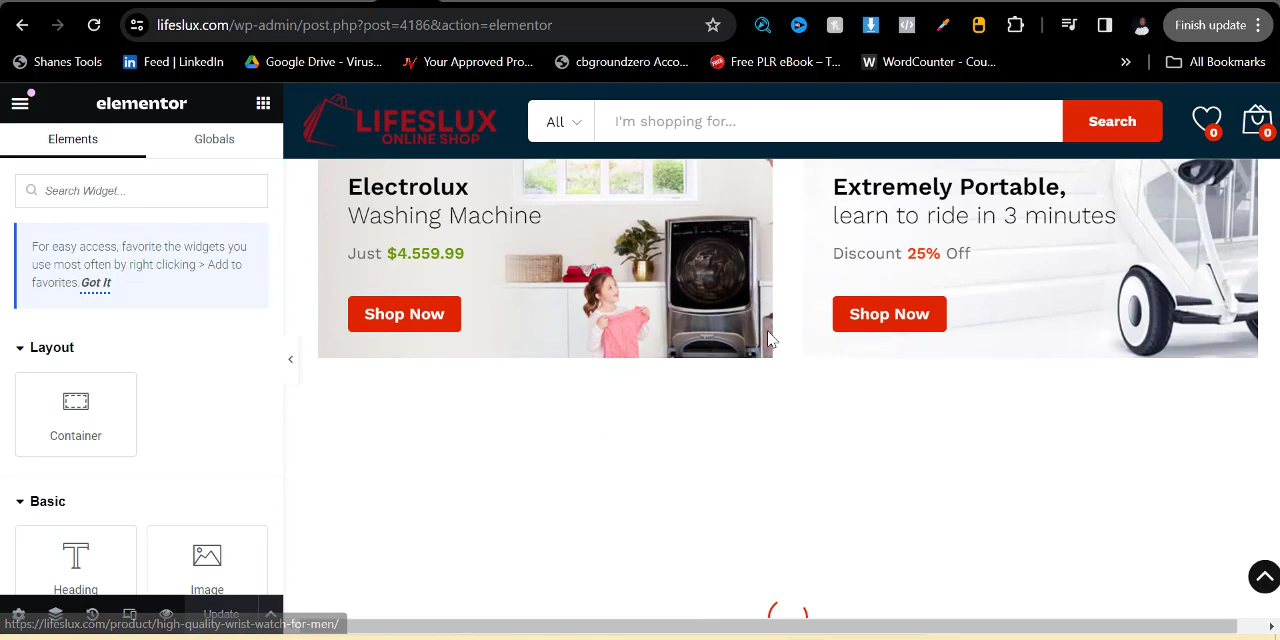 lifeslux.com/wp-admin/post.php?post=4186&action=elementor
Finish update
Shanes Tools
Feed | LinkedIn
Google Drive - Virus...
Your Approved Pro...
cbgroundzero Acco...
Free PLR eBook – T...
WordCounter - Cou...
All Bookmarks
elementor
Elements
Globals
Search Widget...
For easy access, favorite the widgets you
use most often by right clicking > Add to
favorites. Got It
Layout
Container
Basic
Heading
Image
Update
https://lifeslux.com/product/high-quality-wrist-watch-for-men/
LIFESLUX
ONLINE SHOP
All
I'm shopping for...
Search
0
0
Electrolux
Washing Machine
Just $4.559.99
Shop Now
Extremely Portable,
learn to ride in 3 minutes
Discount 25% Off
Shop Now